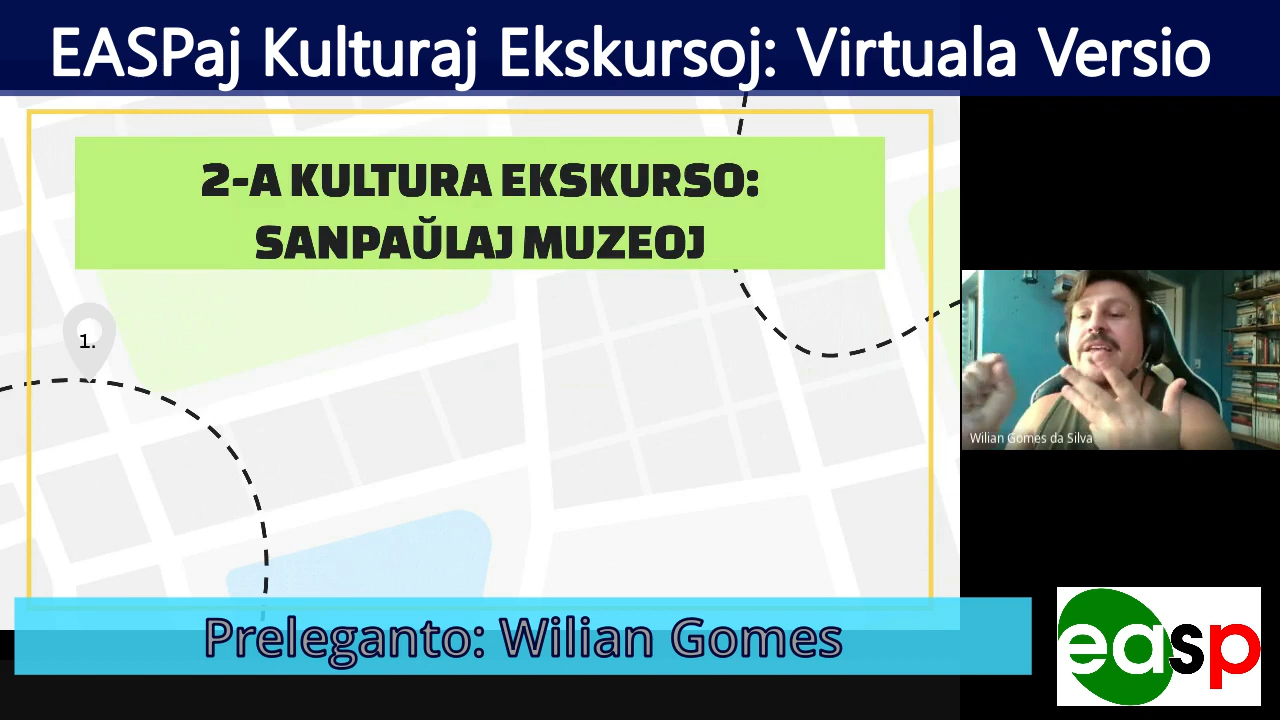 EASPaj Kulturaj Ekskursoj: Virtuala Versio
2-A KULTURA EKSKURSO:
SANPAŬLAJ MUZEOJ
1.
Wilian Gomes da Silva
Preleganto: Wilian Gomes
easp